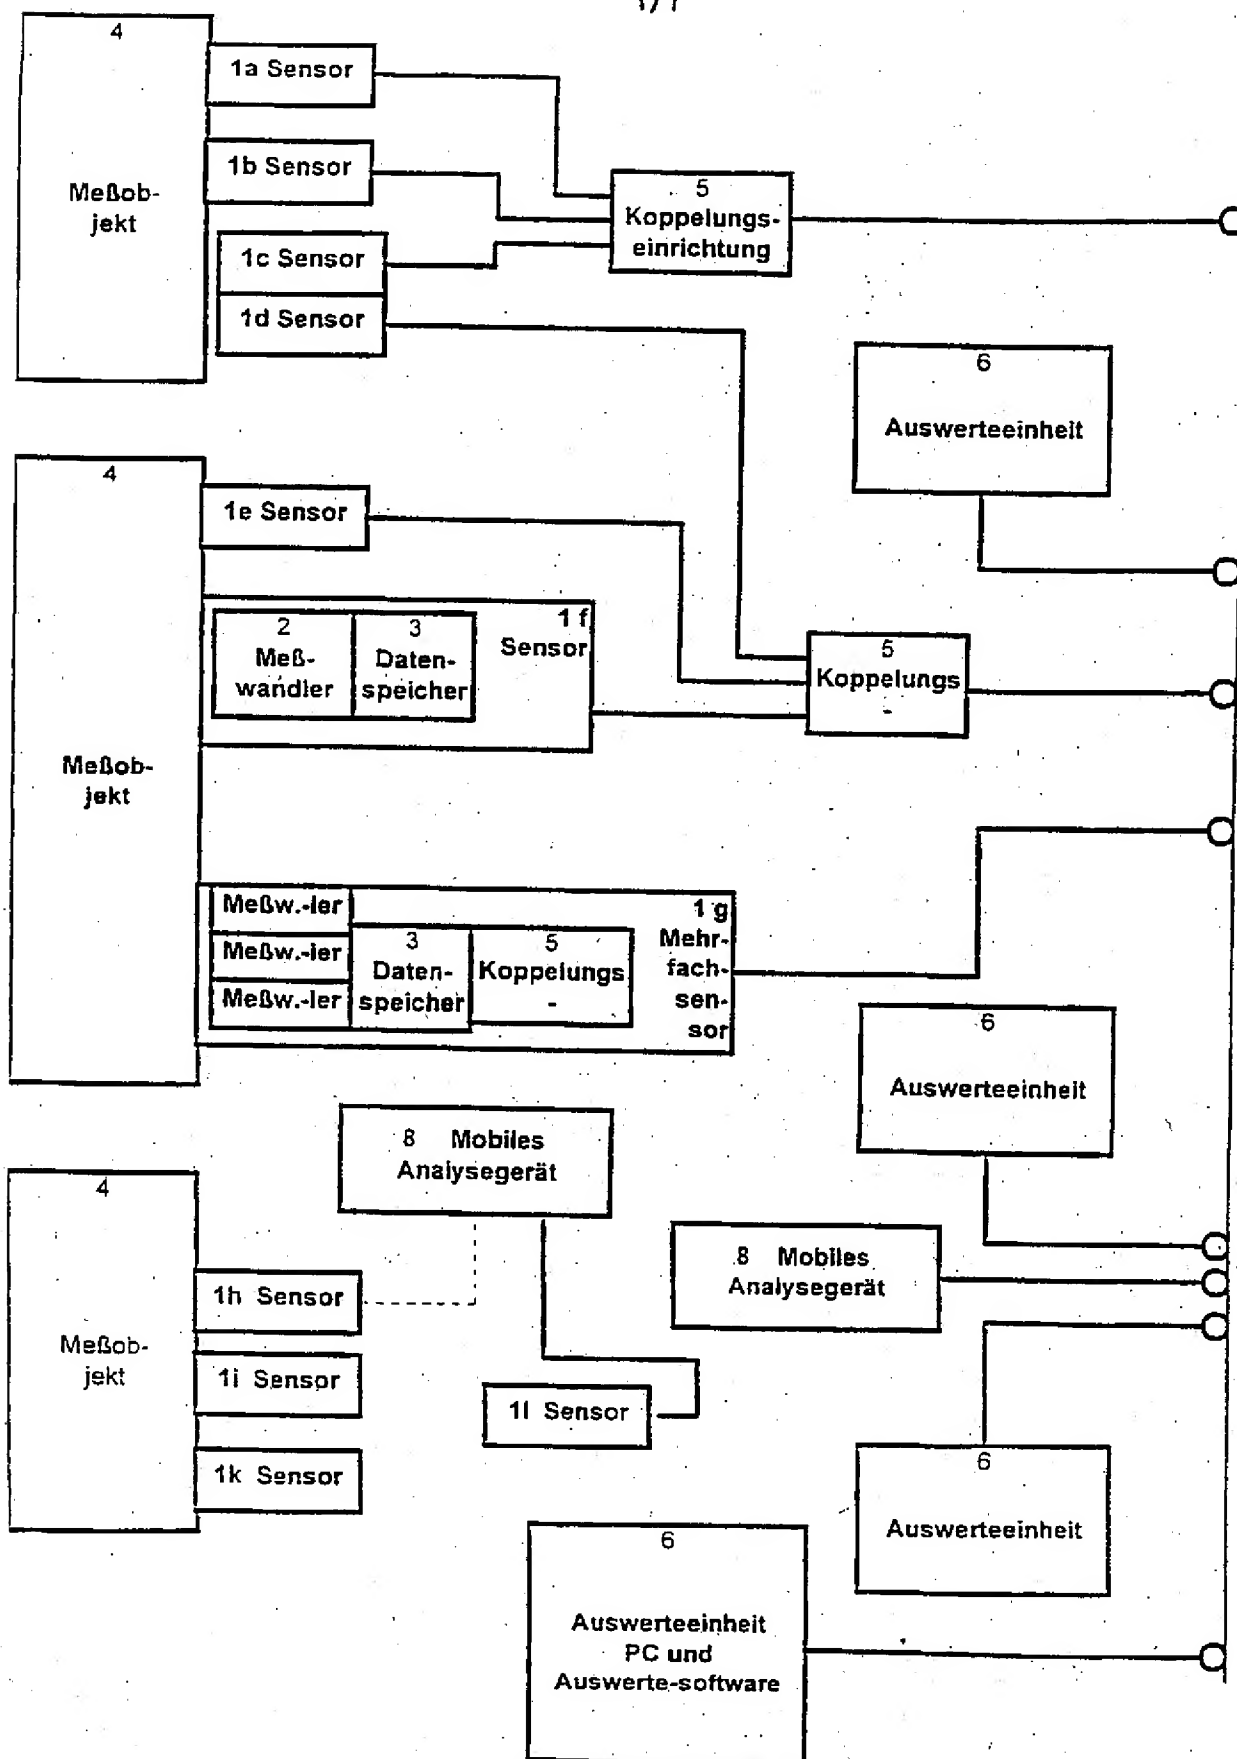 1/1
4
1a Sensor
1b Sensor
Meßob-
jekt
1c Sensor
1d Sensor
5
Koppelungs-
einrichtung
6
Auswerteeinheit
4
1e Sensor
2
Meß-
wandler
3
Daten-
speicher
1 f
Sensor
5
Koppelungs
-
Meßob-
jekt
Meßw.-ler
Meßw.-ler
Meßw.-ler
3
Daten-
speicher
5
Koppelungs
-
1 g
Mehr-
fach-
sen-
sor
6
Auswerteeinheit
8 Mobiles
Analysegerät
4
1h Sensor
Meßob-
jekt
1i Sensor
1k Sensor
1l Sensor
8 Mobiles
Analysegerät
6
Auswerteeinheit
6
Auswerteeinheit
PC und
Auswerte-software